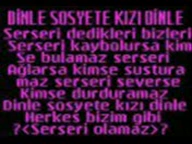 DİNLE SOSYETE KIZI DİNLE
Serseri dedikleri bizleri
Serseri kaybolursa kim
Se bulamaz serseri
Ağlarsa kimse sustura
maz serseri severse
Kimse durduramaz
Dinle sosyete kızı dinle
Herkes bizim gibi
?<Serseri olamaz>?